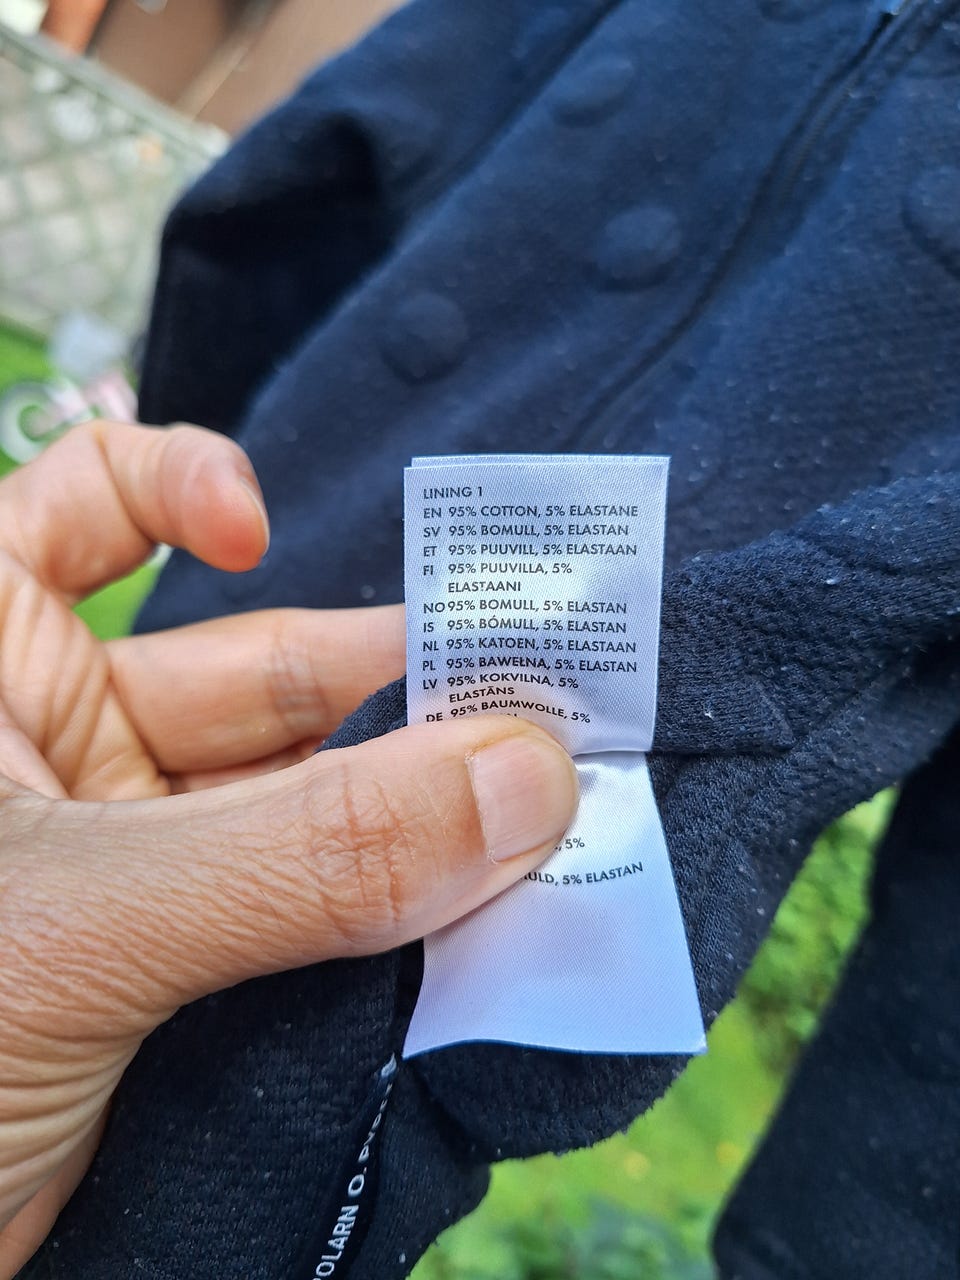 LINING 1
EN 95% COTTON, 5% ELASTANE
SV 95% BOMULL, 5% ELASTAN
ET 95% PUUVILL, 5% ELASTAAN
FI 95% PUUVILLA, 5%
ELASTAANI
NO 95% BOMULL, 5% ELASTAN
IS 95% BÓMULL, 5% ELASTAN
NL 95% KATOEN, 5% ELASTAAN
PL 95% BAWEŁNA, 5% ELASTAN
LV 95% KOKVILNA, 5%
ELASTĀNS
DE 95% BAUMWOLLE, 5%
5%
5% ELASTAN
POLARN O.